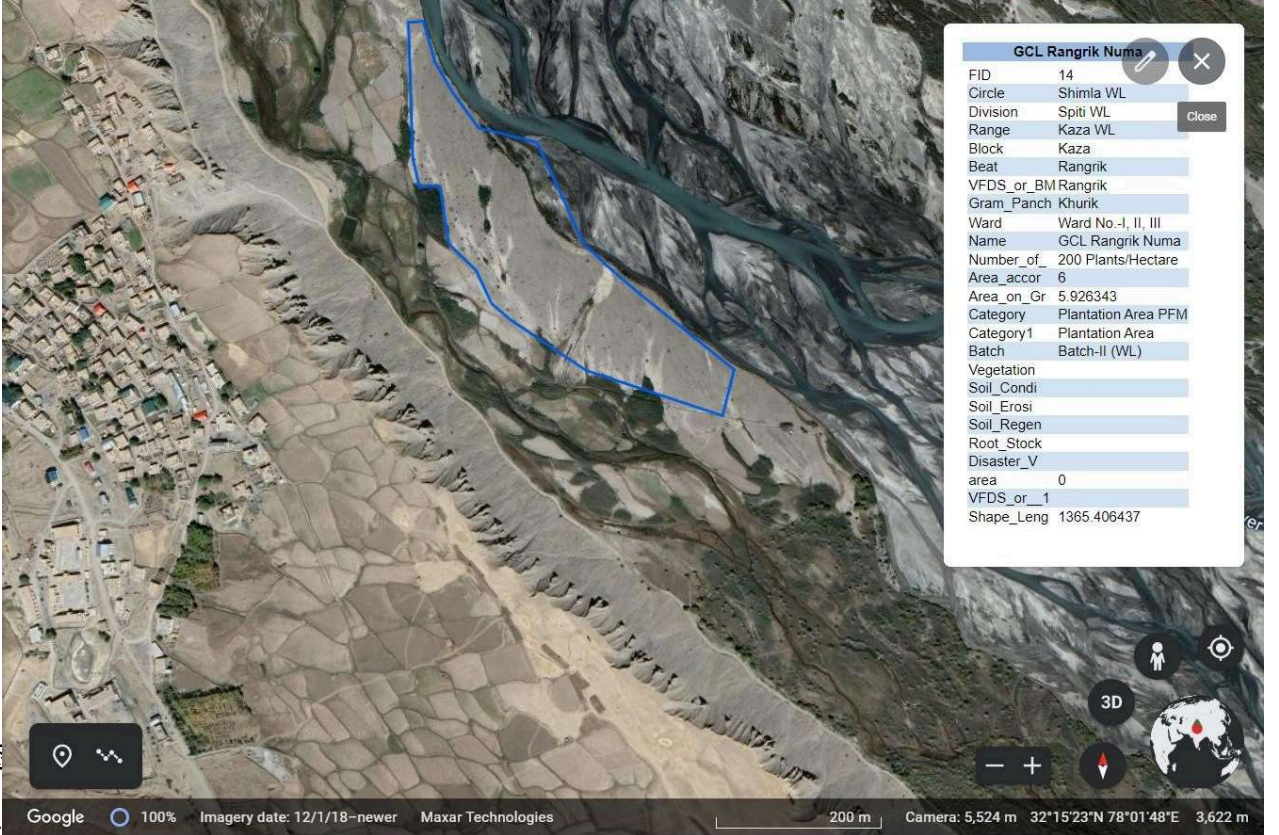 GCL Rangrik Numa
FID 14
Circle Shimla WL
Division Spiti WL
Close
Range Kaza WL
Block Kaza
Beat Rangrik
VFDS_or_BM Rangrik
Gram_Panch Khurik
Ward Ward No.-I, II, III
Name GCL Rangrik Numa
Number_of_ 200 Plants/Hectare
Area_accor 6
Area_on_Gr 5.926343
Category Plantation Area PFM
Category1 Plantation Area
Batch Batch-II (WL)
Vegetation
Soil_Condi
Soil_Erosi
Soil_Regen
Root_Stock
Disaster_V
area 0
VFDS_or__1
Shape_Leng 1365.406437
3D
Google 100% Imagery date: 12/1/18–newer Maxar Technologies 200 m Camera: 5,524 m 32°15'23"N 78°01'48"E 3,622 m